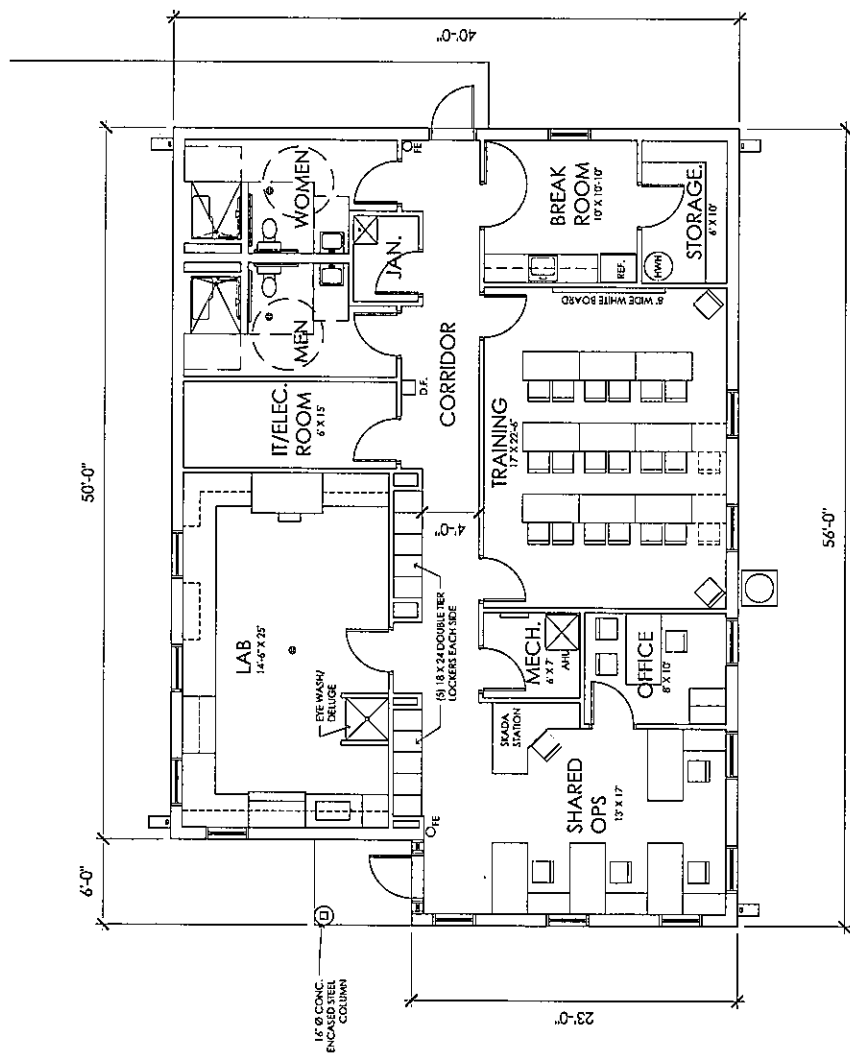 50'-0"
6'-0"
40'-0"
56'-0"
23'-0"
WOMEN
MEN
JAN.
FE
IT/ELEC.
ROOM
6' X 15'
D.F.
CORRIDOR
4'-0"
LAB
14'-6" X 25'
EYE WASH/
DELUGE
(5) 18 X 24 DOUBLE TIER
LOCKERS EACH SIDE
FE
BREAK
ROOM
10' X 10'-10"
REF.
HWH
STORAGE.
6' X 10'
8' WIDE WHITE BOARD
TRAINING
17' X 22'-6"
MECH.
6' X 7'
AHU
OFFICE
8' X 10'
SKADA
STATION
SHARED
OPS
13' X 17'
16" Ø CONC.
ENCASED STEEL
COLUMN